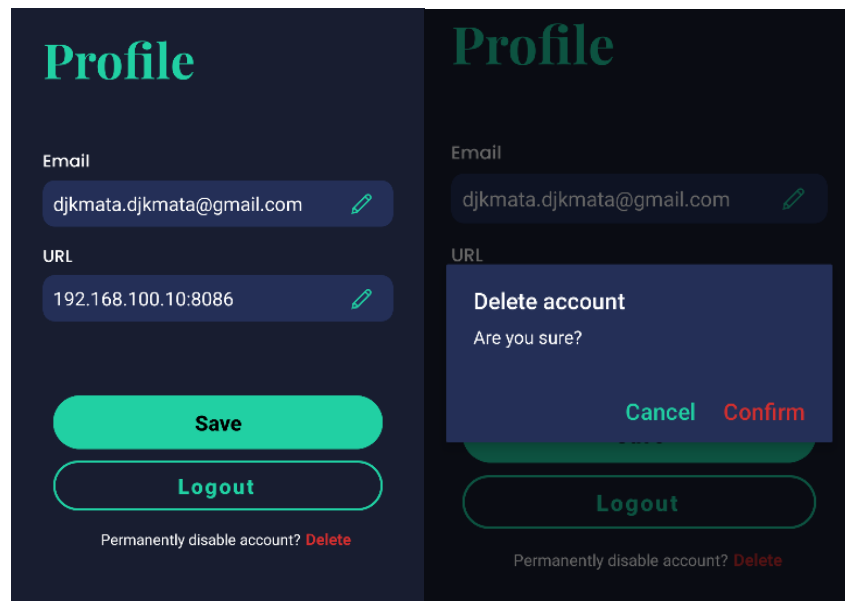 Profile
Email
djkmata.djkmata@gmail.com
URL
192.168.100.10:8086
Save
Logout
Permanently disable account? Delete
Profile
Email
djkmata.djkmata@gmail.com
URL
Delete account
Are you sure?
Cancel Confirm
Logout
Permanently disable account? Delete